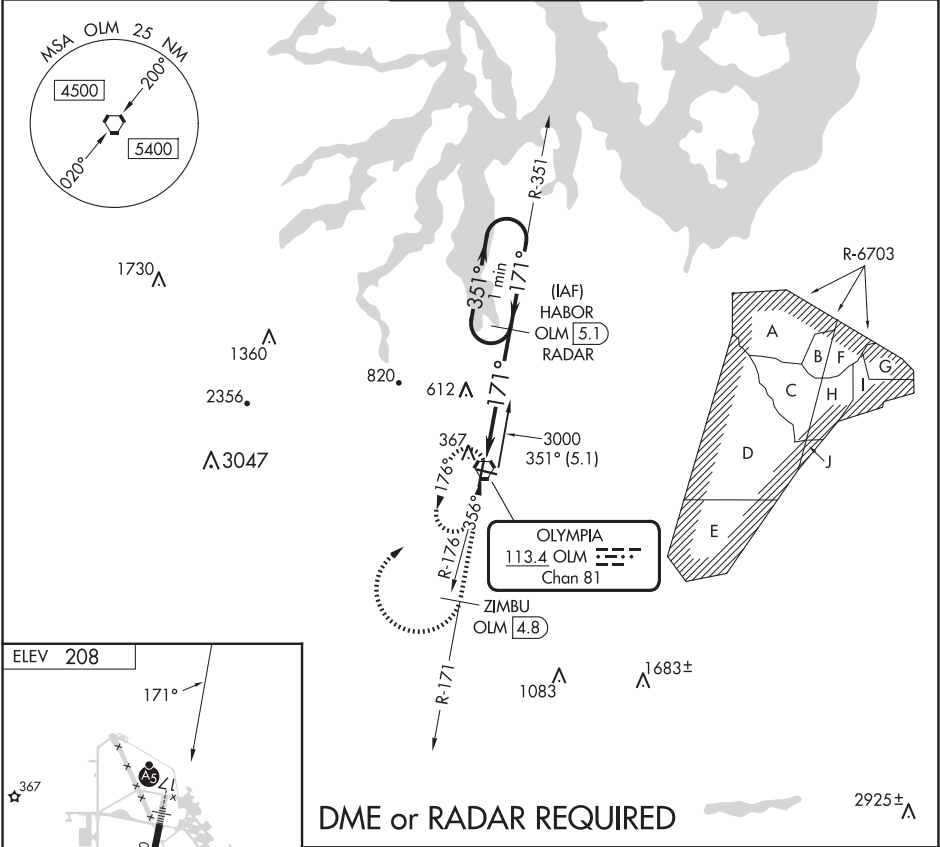 MSA OLM 25 NM
4500
200°
5400
020°
R-351
1730
351°
1 min
171°
(IAF)
HABOR
OLM 5.1
RADAR
R-6703
A
B
F
G
C
H
I
D
J
E
1360
820
612
2356
171°
3047
367
3000
351° (5.1)
176°
356°
R-176
OLYMPIA
113.4 OLM
Chan 81
ZIMBU
OLM 4.8
R-171
1083
1683±
ELEV 208
171°
A5
17
367
DME or RADAR REQUIRED
2925±